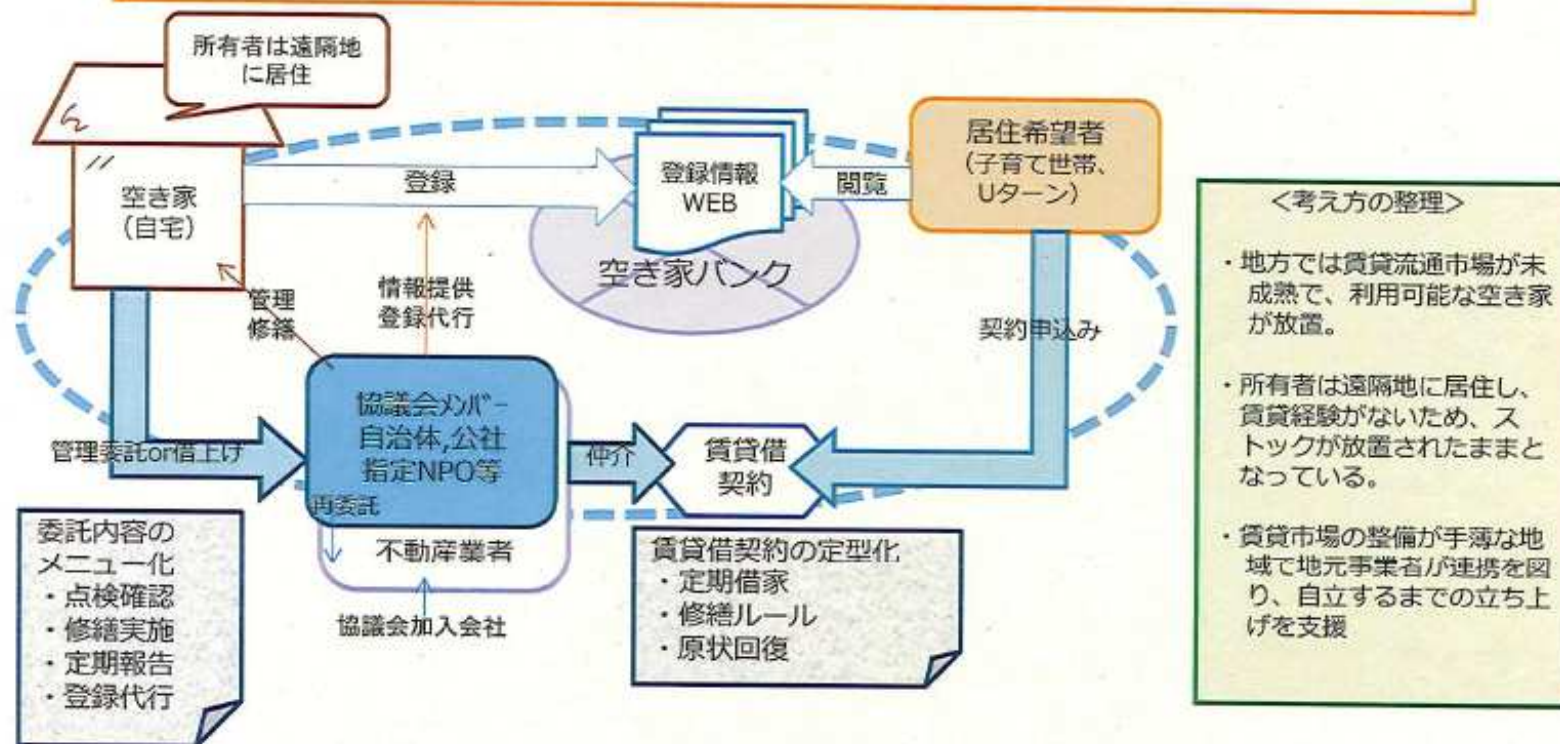 所有者は遠隔地
に居住
空き家
（自宅）
登録
登録情報
WEB
閲覧
居住希望者
（子育て世帯、
Uターン）
空き家バンク
管理
修繕
情報提供
登録代行
契約申込み
管理委託or借上げ
協議会ﾒﾝﾊﾞｰ
自治体,公社
指定NPO等
仲介
賃貸借
契約
再委託
不動産業者
協議会加入会社
委託内容の
メニュー化
・点検確認
・修繕実施
・定期報告
・登録代行
賃貸借契約の定型化
・定期借家
・修繕ルール
・原状回復
＜考え方の整理＞
・地方では賃貸流通市場が未
成熟で、利用可能な空き家
が放置。
・所有者は遠隔地に居住し、
賃貸経験がないため、ス
トックが放置されたままと
なっている。
・賃貸市場の整備が手薄な地
域で地元事業者が連携を図
り、自立するまでの立ち上
げを支援